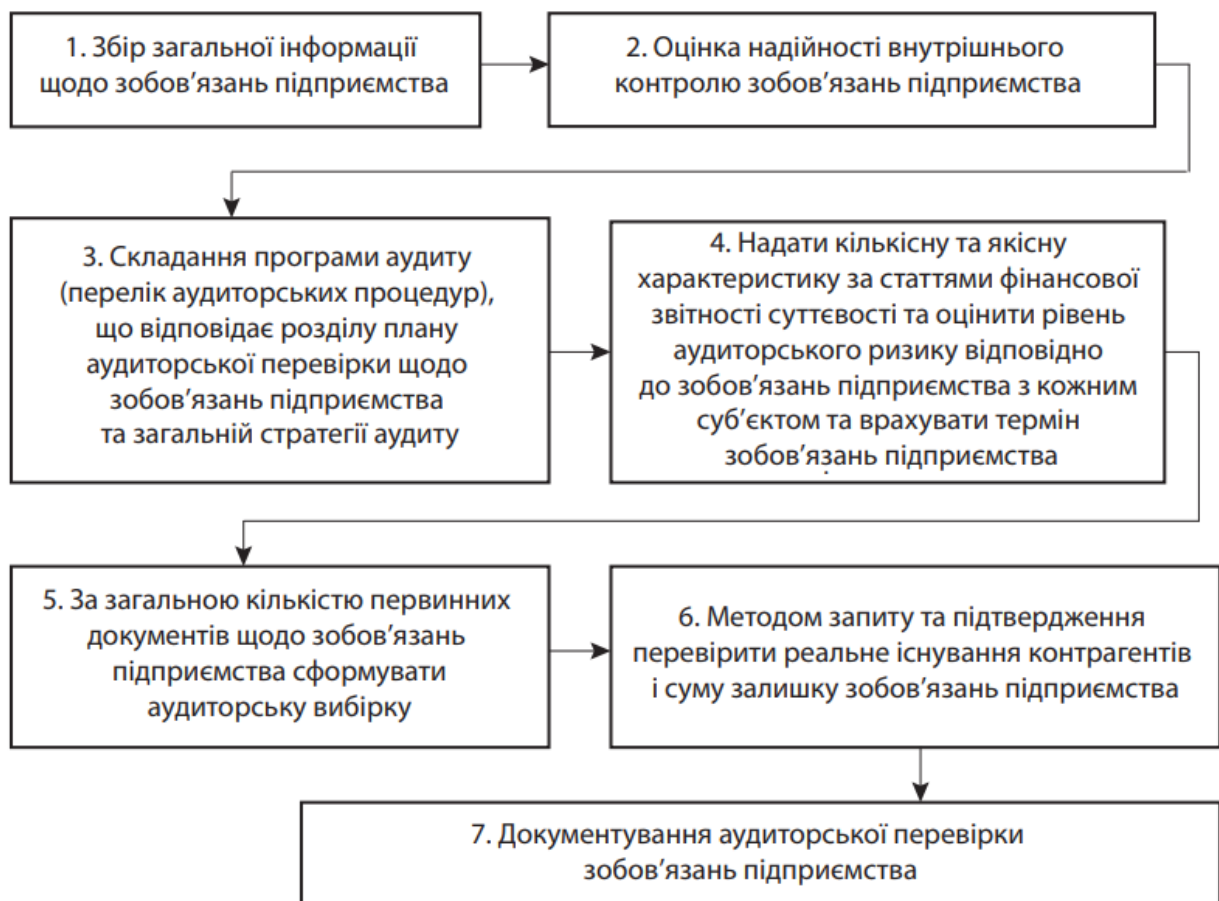 1. Збір загальної інформації
щодо зобов’язань підприємства
2. Оцінка надійності внутрішнього
контролю зобов’язань підприємства
3. Складання програми аудиту
(перелік аудиторських процедур),
що відповідає розділу плану
аудиторської перевірки щодо
зобов’язань підприємства
та загальній стратегії аудиту
4. Надати кількісну та якісну
характеристику за статтями фінансової
звітності суттєвості та оцінити рівень
аудиторського ризику відповідно
до зобов’язань підприємства з кожним
суб’єктом та врахувати термін
зобов’язань підприємства
5. За загальною кількістю первинних
документів щодо зобов’язань
підприємства сформувати
аудиторську вибірку
6. Методом запиту та підтвердження
перевірити реальне існування контрагентів
і суму залишку зобов’язань підприємства
7. Документування аудиторської перевірки
зобов’язань підприємства